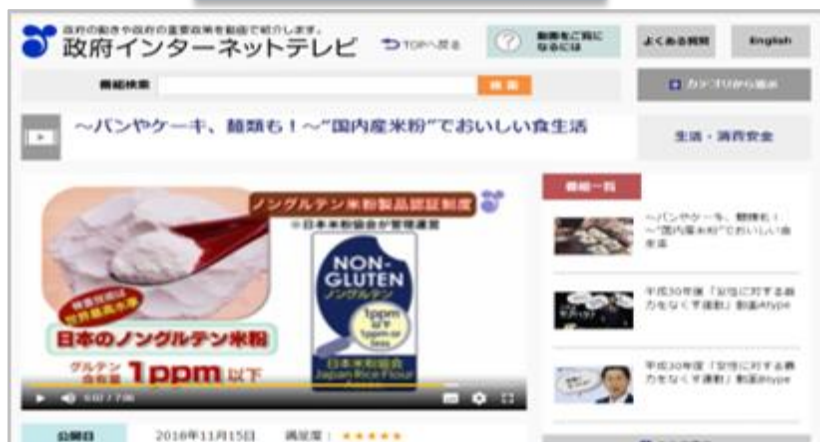 政府の動きや政府の重要政策を動画で紹介します。
政府インターネットテレビ
TOPへ戻る
動画をご覧に
なるには
よくある質問
English
番組検索
検索
カテゴリから選ぶ
～パンやケーキ、麺類も！～"国内産米粉"でおいしい食生活
生活・消費安全
ノングルテン米粉製品認証制度
※日本米粉協会が管理運営
NON-
GLUTEN
ノングルテン
1ppm
以下
1ppm or
less
日本米粉協会
Japan Rice Flour
検査技術は
世界最高水準
日本のノングルテン米粉
グルテン
含有量 1ppm 以下
6:02 / 7:06
番組一覧
～パンやケーキ、麺類も！
～"国内産米粉"でおいしい食
生活
平成30年度「女性に対する暴
力をなくす運動」動画Atype
平成30年度「女性に対する暴
力をなくす運動」動画Btype
公開日
2018年11月15日
満足度：★★★★★